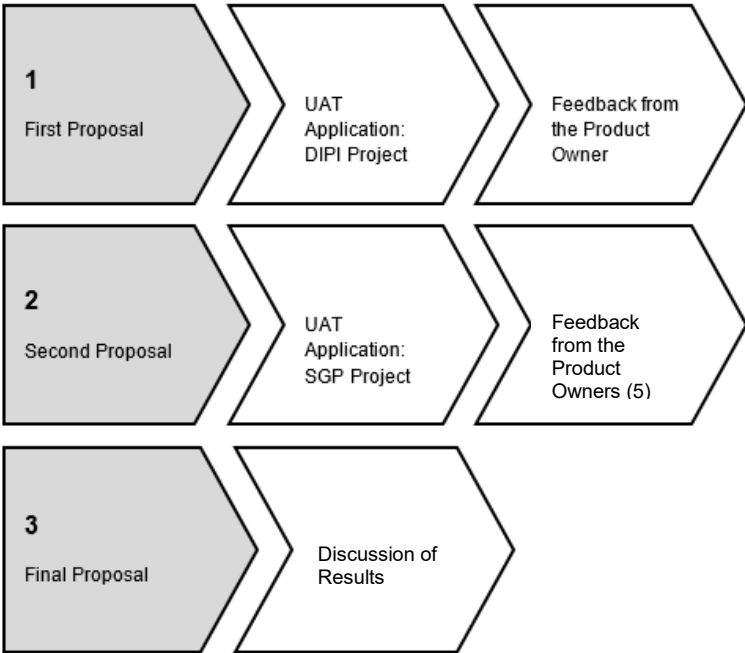 1
First Proposal
UAT
Application:
DIPI Project
Feedback from
the Product
Owner
2
Second Proposal
UAT
Application:
SGP Project
Feedback
from the
Product
Owners (5)
3
Final Proposal
Discussion of
Results